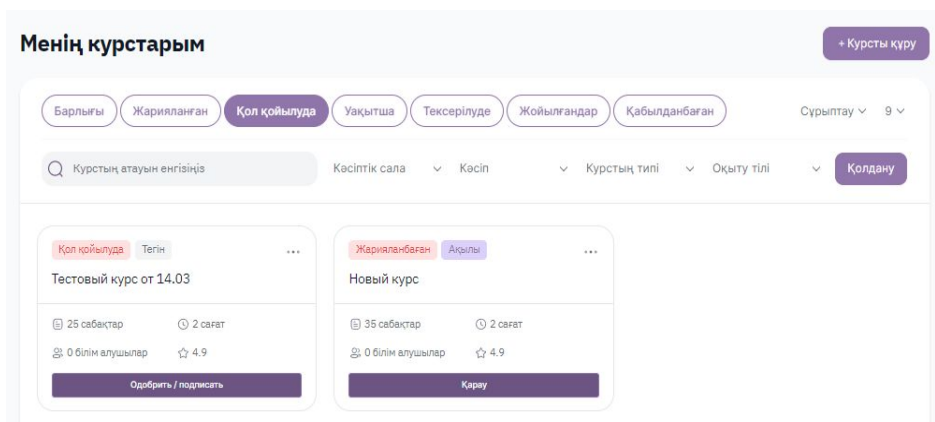 Менің курстарым
+ Курсты құру
Барлығы Жарияланған Қол қойылуда Уақытша Тексерілуде Жойылғандар Қабылданбаған Сұрыптау 9
Курстың атауын енгізіңіз Кәсіптік сала Кәсіп Курстың типі Оқыту тілі Қолдану
Қол қойылуда Тегін ...
Тестовый курс от 14.03
25 сабақтар 2 сағат
0 білім алушылар 4.9
Одобрить / подписать
Жарияланбаған Ақылы ...
Новый курс
35 сабақтар 2 сағат
0 білім алушылар 4.9
Қарау